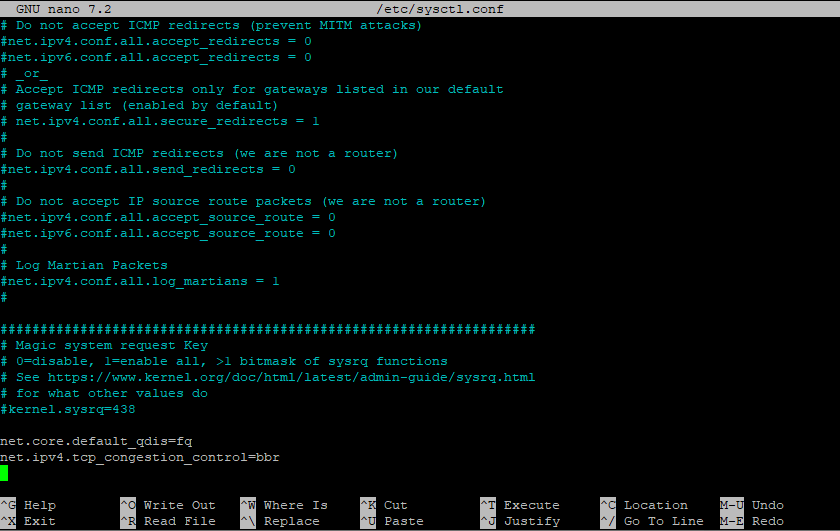 GNU nano 7.2 /etc/sysctl.conf
# Do not accept ICMP redirects (prevent MITM attacks)
#net.ipv4.conf.all.accept_redirects = 0
#net.ipv6.conf.all.accept_redirects = 0
# _or_
# Accept ICMP redirects only for gateways listed in our default
# gateway list (enabled by default)
# net.ipv4.conf.all.secure_redirects = 1
#
# Do not send ICMP redirects (we are not a router)
#net.ipv4.conf.all.send_redirects = 0
#
# Do not accept IP source route packets (we are not a router)
#net.ipv4.conf.all.accept_source_route = 0
#net.ipv6.conf.all.accept_source_route = 0
#
# Log Martian Packets
#net.ipv4.conf.all.log_martians = 1
#
###################################################################
# Magic system request Key
# 0=disable, 1=enable all, >1 bitmask of sysrq functions
# See https://www.kernel.org/doc/html/latest/admin-guide/sysrq.html
# for what other values do
#kernel.sysrq=438
net.core.default_qdis=fq
net.ipv4.tcp_congestion_control=bbr
^G Help ^O Write Out ^W Where Is ^K Cut ^T Execute ^C Location M-U Undo
^X Exit ^R Read File ^\ Replace ^U Paste ^J Justify ^/ Go To Line M-E Redo